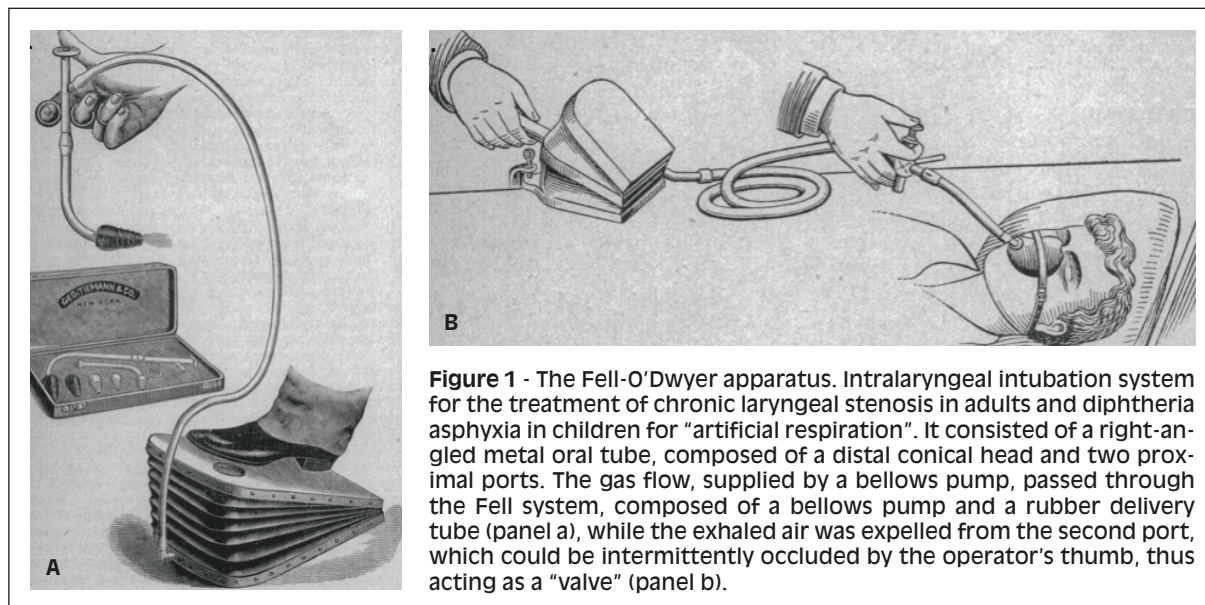 GEO. TIEMANN & CO.
NEW YORK
A
B
Figure 1 - The Fell-O’Dwyer apparatus. Intralaryngeal intubation system
for the treatment of chronic laryngeal stenosis in adults and diphtheria
asphyxia in children for “artificial respiration”. It consisted of a right-an-
gled metal oral tube, composed of a distal conical head and two prox-
imal ports. The gas flow, supplied by a bellows pump, passed through
the Fell system, composed of a bellows pump and a rubber delivery
tube (panel a), while the exhaled air was expelled from the second port,
which could be intermittently occluded by the operator’s thumb, thus
acting as a “valve” (panel b).